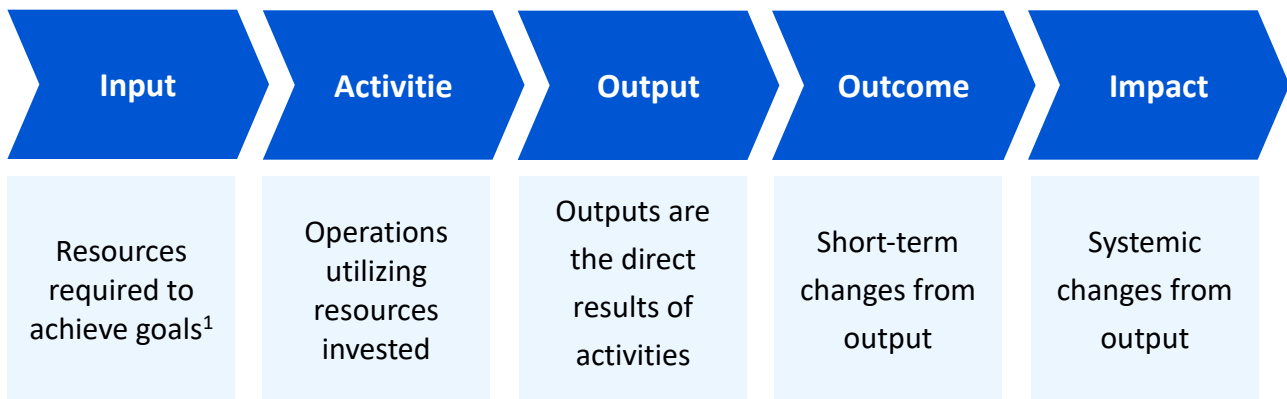 Input
Activitie
Output
Outcome
Impact
Resources
required to
achieve goals¹
Operations
utilizing
resources
invested
Outputs are
the direct
results of
activities
Short-term
changes from
output
Systemic
changes from
output